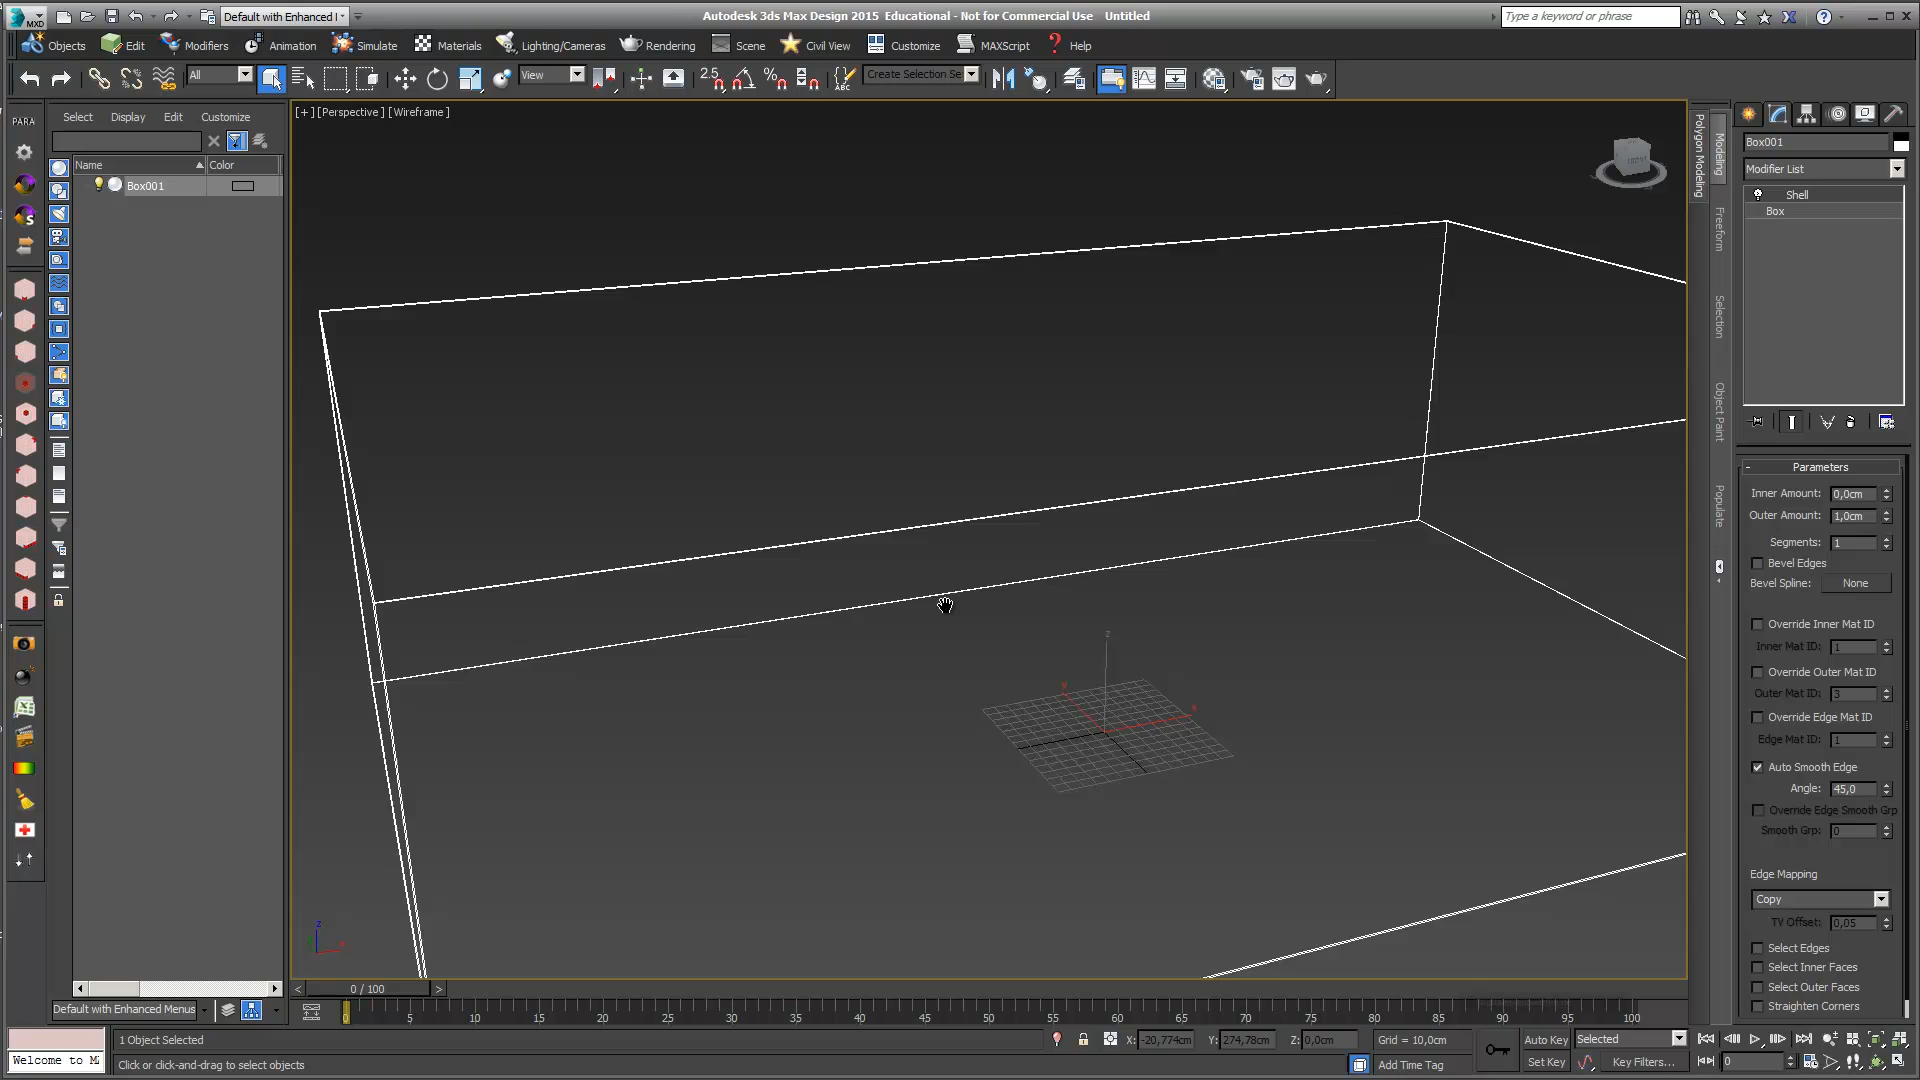 MXD
Default with Enhanced
Autodesk 3ds Max Design 2015 Educational - Not for Commercial Use Untitled
Type a keyword or phrase
Objects Edit Modifiers Animation Simulate Materials Lighting/Cameras Rendering Scene Civil View Customize MAXScript Help
All
View
2.5
ABC
Create Selection Se
PARA
Select Display Edit Customize
Name Color
Box001
[+] [Perspective] [Wireframe]
z
x
z
FRONT
Polygon Modeling
Modeling
Freeform
Selection
Object Paint
Populate
Box001
Modifier List
Shell
Box
- Parameters
Inner Amount: 0,0cm
Outer Amount: 1,0cm
Segments: 1
Bevel Edges
Bevel Spline: None
Override Inner Mat ID
Inner Mat ID: 1
Override Outer Mat ID
Outer Mat ID: 3
Override Edge Mat ID
Edge Mat ID: 1
Auto Smooth Edge
Angle: 45,0
Override Edge Smooth Grp
Smooth Grp: 0
Edge Mapping
Copy
TV Offset: 0,05
Select Edges
Select Inner Faces
Select Outer Faces
Straighten Corners
< 0 / 100 >
Default with Enhanced Menus
0 5 10 15 20 25 30 35 40 45 50 55 60 65 70 75 80 85 90 95 100
1 Object Selected
X: -20,774cm Y: 274,78cm Z: 0,0cm Grid = 10,0cm
Auto Key Selected
Welcome to M
Click or click-and-drag to select objects
Add Time Tag
Set Key Key Filters... 0